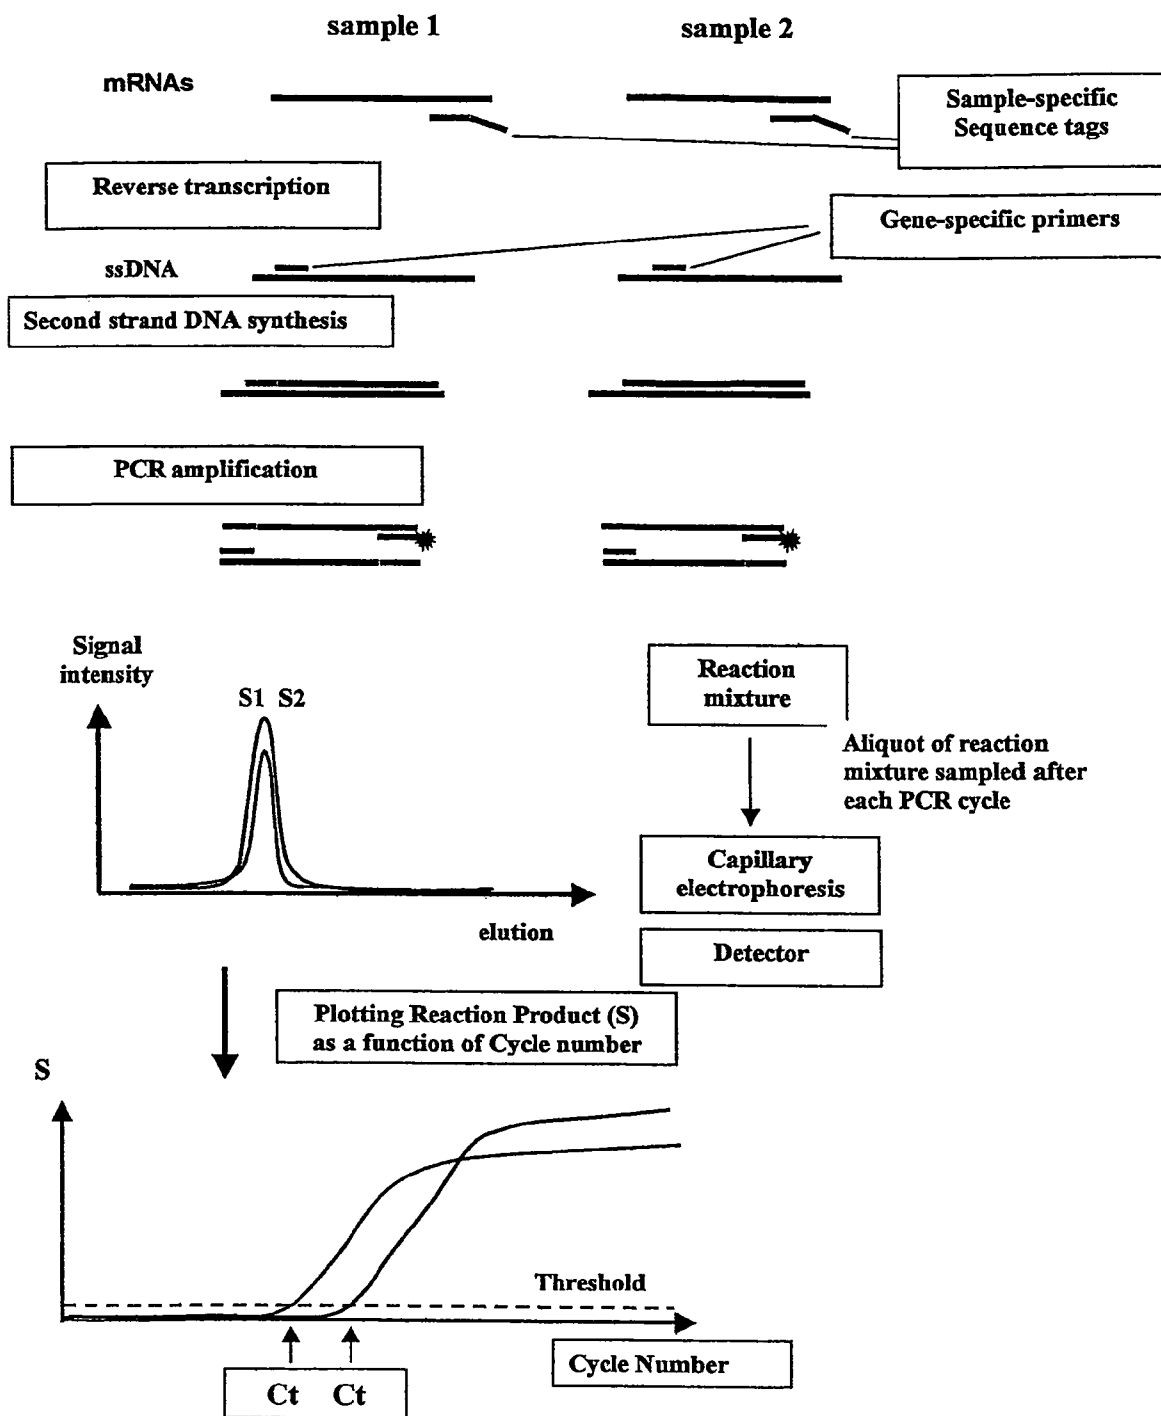 sample 1
sample 2
mRNAs
Sample-specific
Sequence tags
Reverse transcription
Gene-specific primers
ssDNA
Second strand DNA synthesis
PCR amplification
Signal
intensity
S1 S2
elution
Reaction
mixture
Aliquot of reaction
mixture sampled after
each PCR cycle
Capillary
electrophoresis
Detector
Plotting Reaction Product (S)
as a function of Cycle number
S
Threshold
Cycle Number
Ct Ct